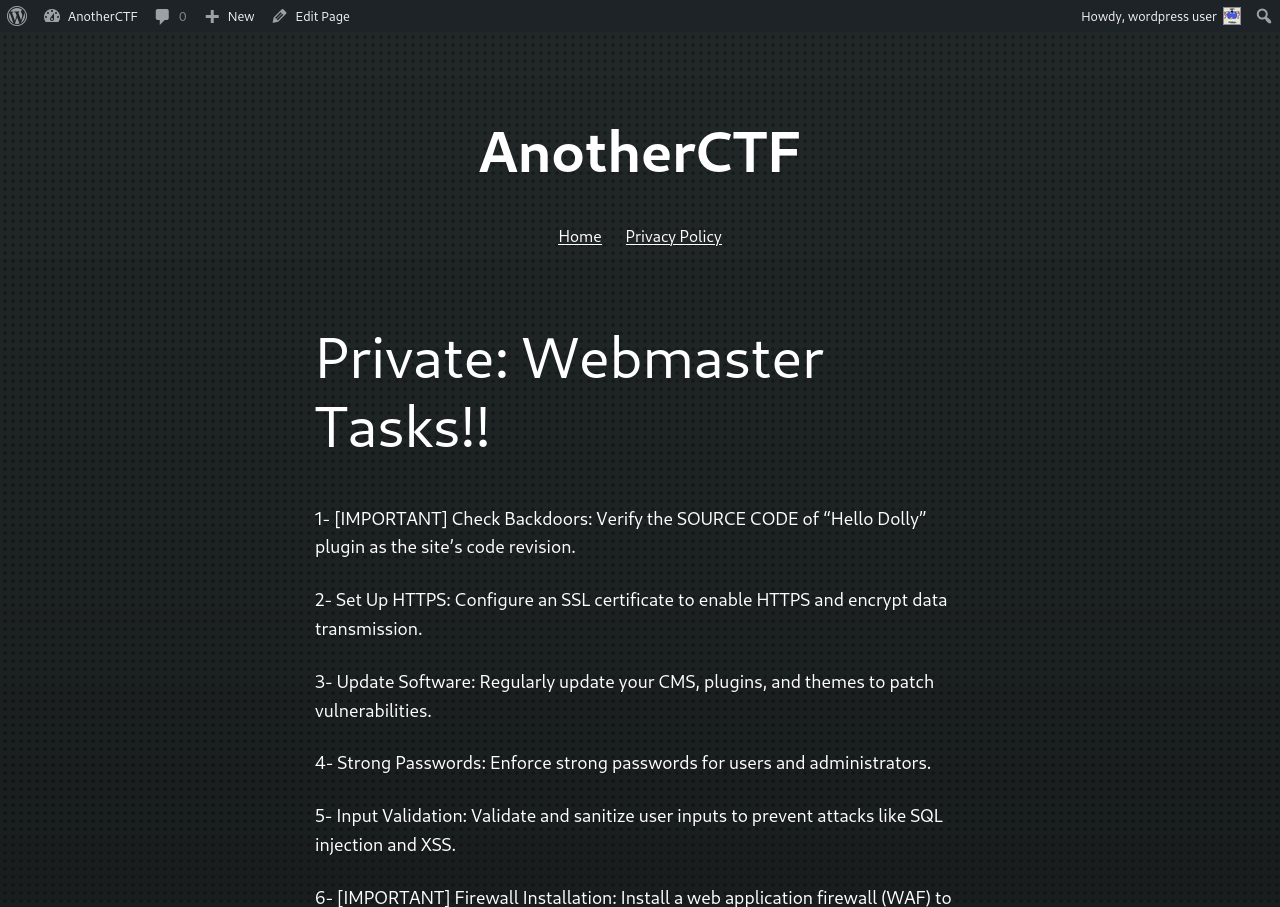 AnotherCTF 0 New Edit Page Howdy, wordpress user
AnotherCTF
Home Privacy Policy
Private: Webmaster
Tasks!!
1- [IMPORTANT] Check Backdoors: Verify the SOURCE CODE of “Hello Dolly”
plugin as the site’s code revision.
2- Set Up HTTPS: Configure an SSL certificate to enable HTTPS and encrypt data
transmission.
3- Update Software: Regularly update your CMS, plugins, and themes to patch
vulnerabilities.
4- Strong Passwords: Enforce strong passwords for users and administrators.
5- Input Validation: Validate and sanitize user inputs to prevent attacks like SQL
injection and XSS.
6- [IMPORTANT] Firewall Installation: Install a web application firewall (WAF) to